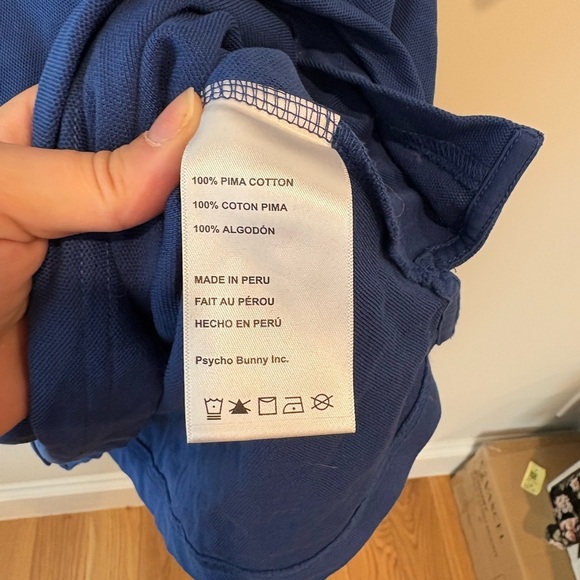 100% PIMA COTTON
100% COTON PIMA
100% ALGODÓN
MADE IN PERU
FAIT AU PÉROU
HECHO EN PERÚ
Psycho Bunny Inc.